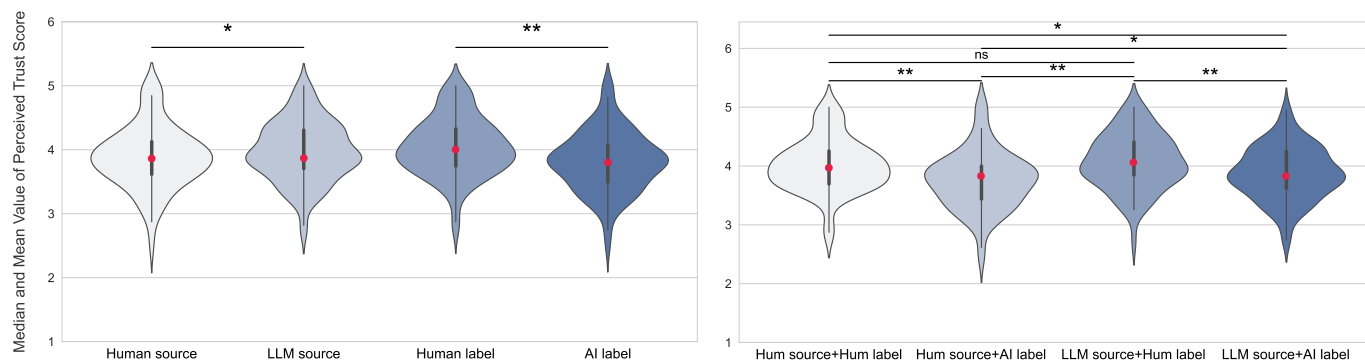 Median and Mean Value of Perceived Trust Score
6
5
4
3
2
1
*
**
Human source
LLM source
Human label
AI label
6
5
4
3
2
1
*
*
ns
**
**
**
Hum source+Hum label
Hum source+AI label
LLM source+Hum label
LLM source+AI label